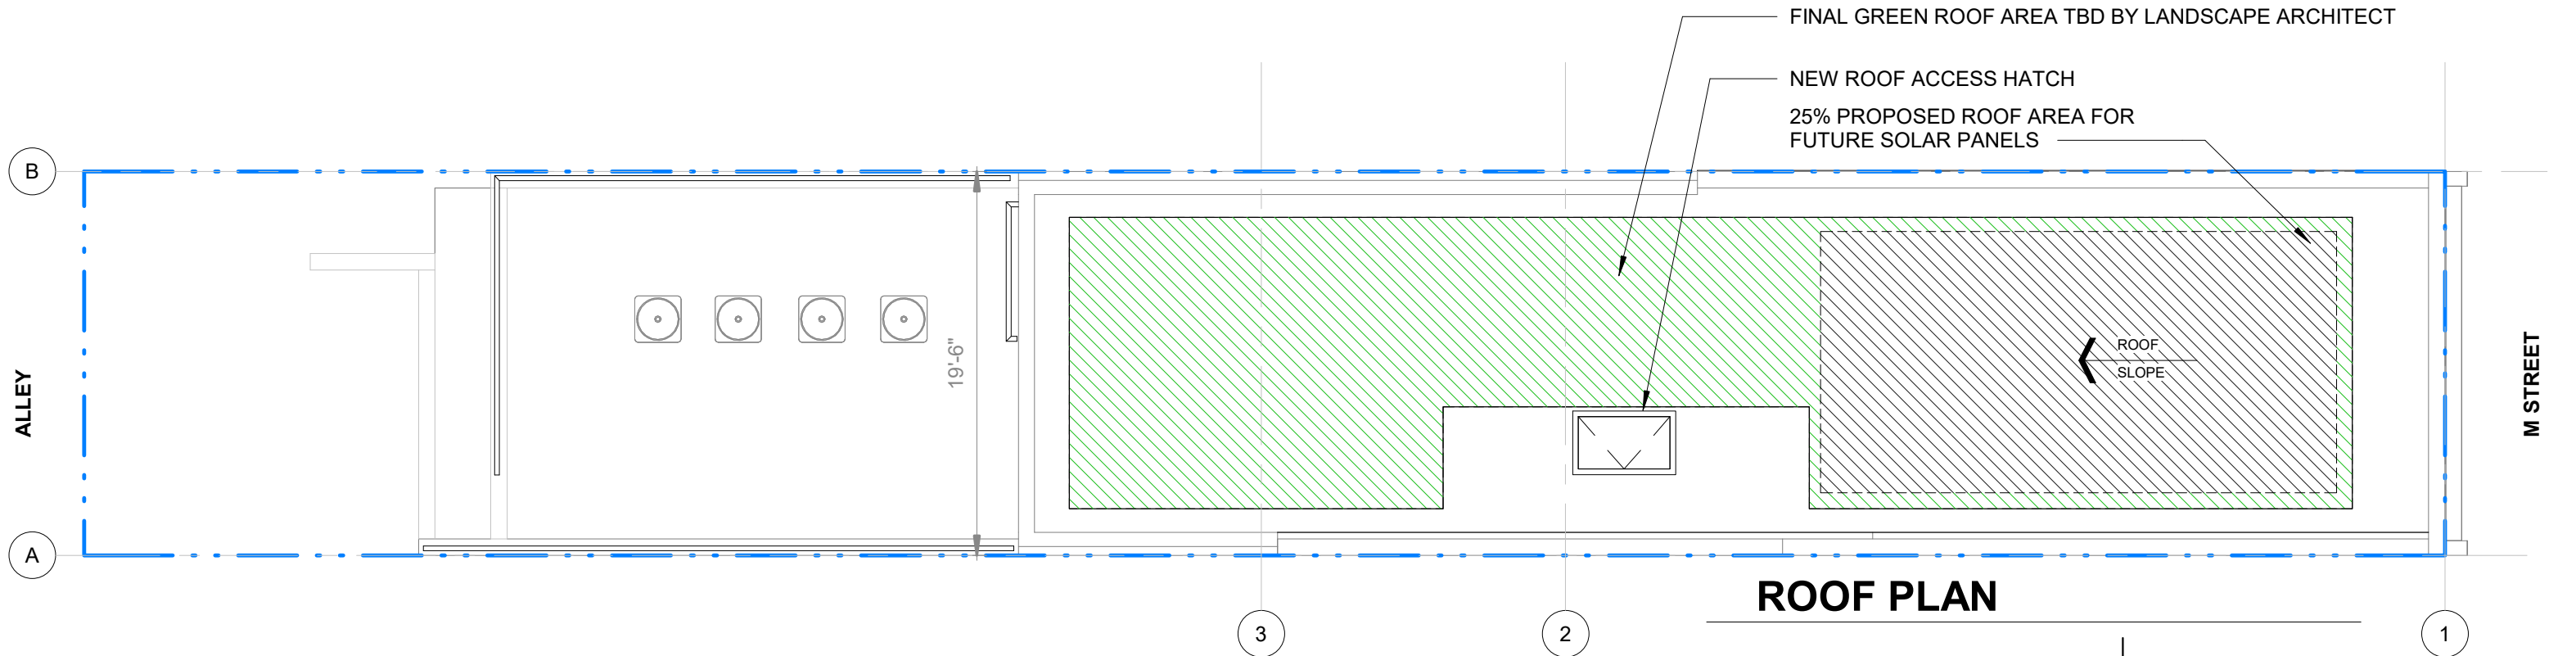 FINAL GREEN ROOF AREA TBD BY LANDSCAPE ARCHITECT
NEW ROOF ACCESS HATCH
25% PROPOSED ROOF AREA FOR
FUTURE SOLAR PANELS
B
A
ALLEY
19'-6"
ROOF
SLOPE
M STREET
ROOF PLAN
3
2
1